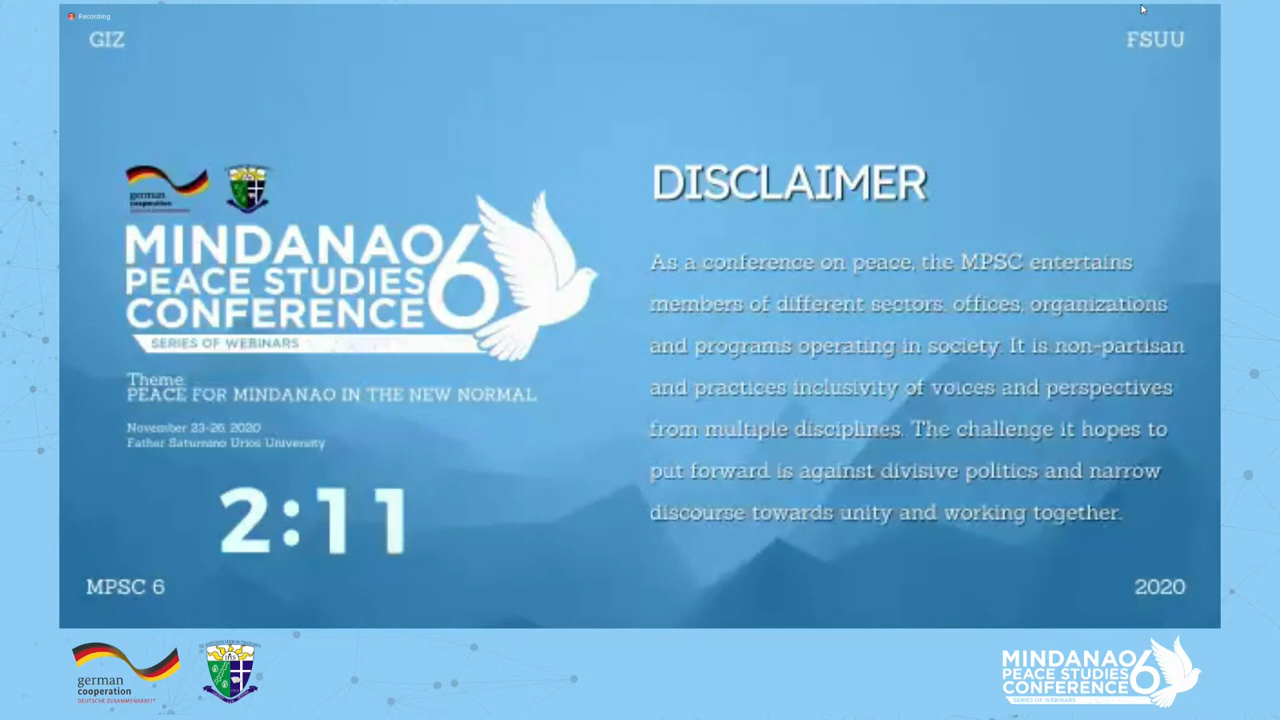 Recording
GIZ
FSUU
german
cooperation
MINDANAO
PEACE STUDIES
CONFERENCE
6
SERIES OF WEBINARS
Theme:
PEACE FOR MINDANAO IN THE NEW NORMAL
November 23-26, 2020
Father Saturnino Urios University
2:11
MPSC 6
DISCLAIMER
As a conference on peace, the MPSC entertains
members of different sectors, offices, organizations
and programs operating in society. It is non-partisan
and practices inclusivity of voices and perspectives
from multiple disciplines. The challenge it hopes to
put forward is against divisive politics and narrow
discourse towards unity and working together.
2020
german
cooperation
DEUTSCHE ZUSAMMENARBEIT
MINDANAO
PEACE STUDIES
CONFERENCE
6
SERIES OF WEBINARS